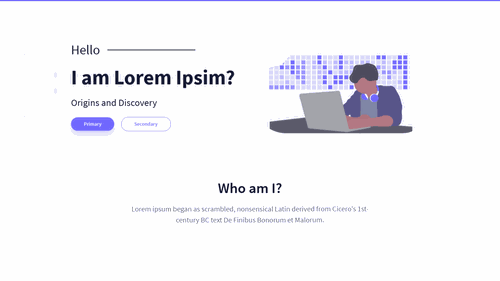 Hello
I am Lorem Ipsim?
Origins and Discovery
Primary
Secondary
Who am I?
Lorem ipsum began as scrambled, nonsensical Latin derived from Cicero's 1st-
century BC text De Finibus Bonorum et Malorum.